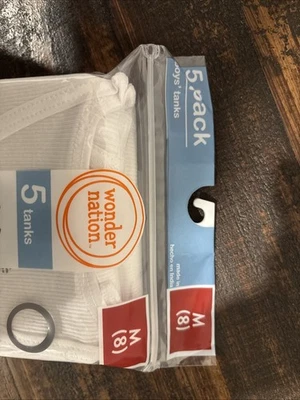 5.pack
boys' tanks
M
(8)
wonder
nation.
5 tanks
M
(8)